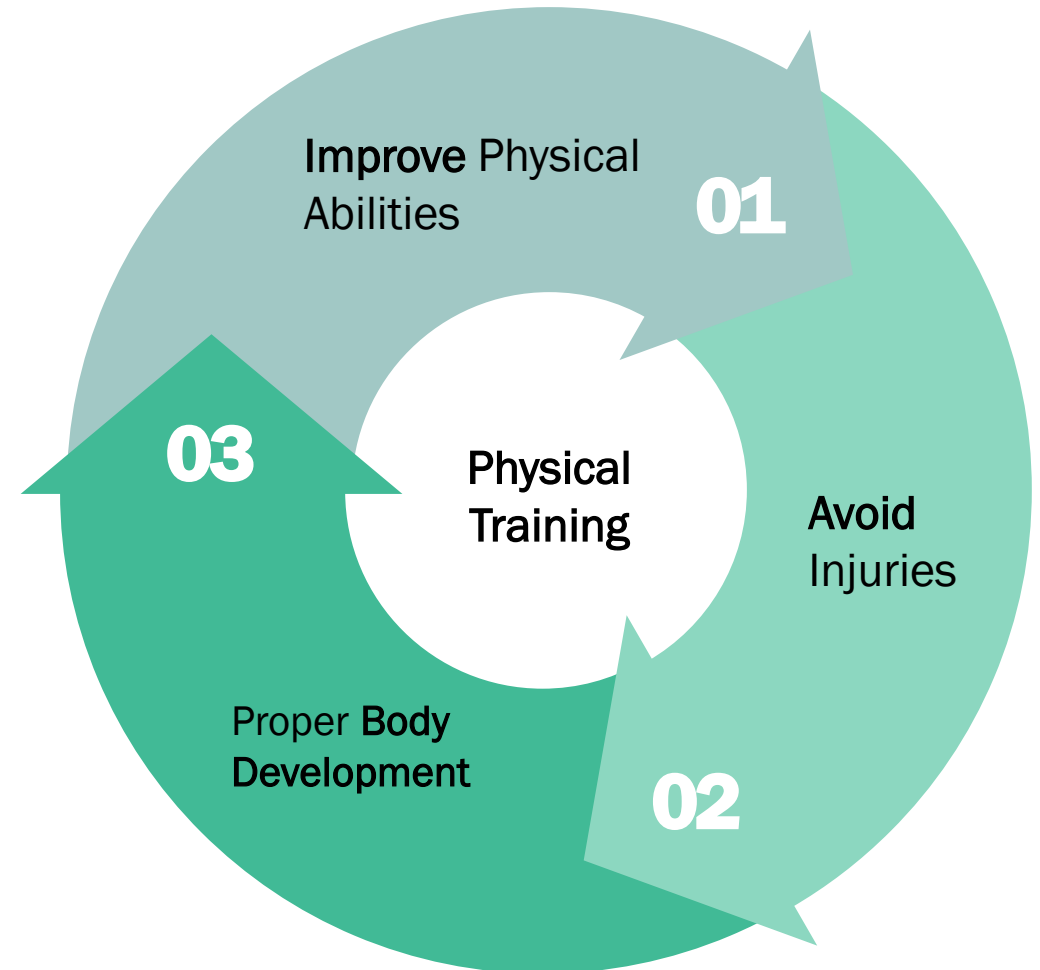 Improve Physical
Abilities
01
Avoid
Injuries
02
Proper Body
Development
03
Physical
Training